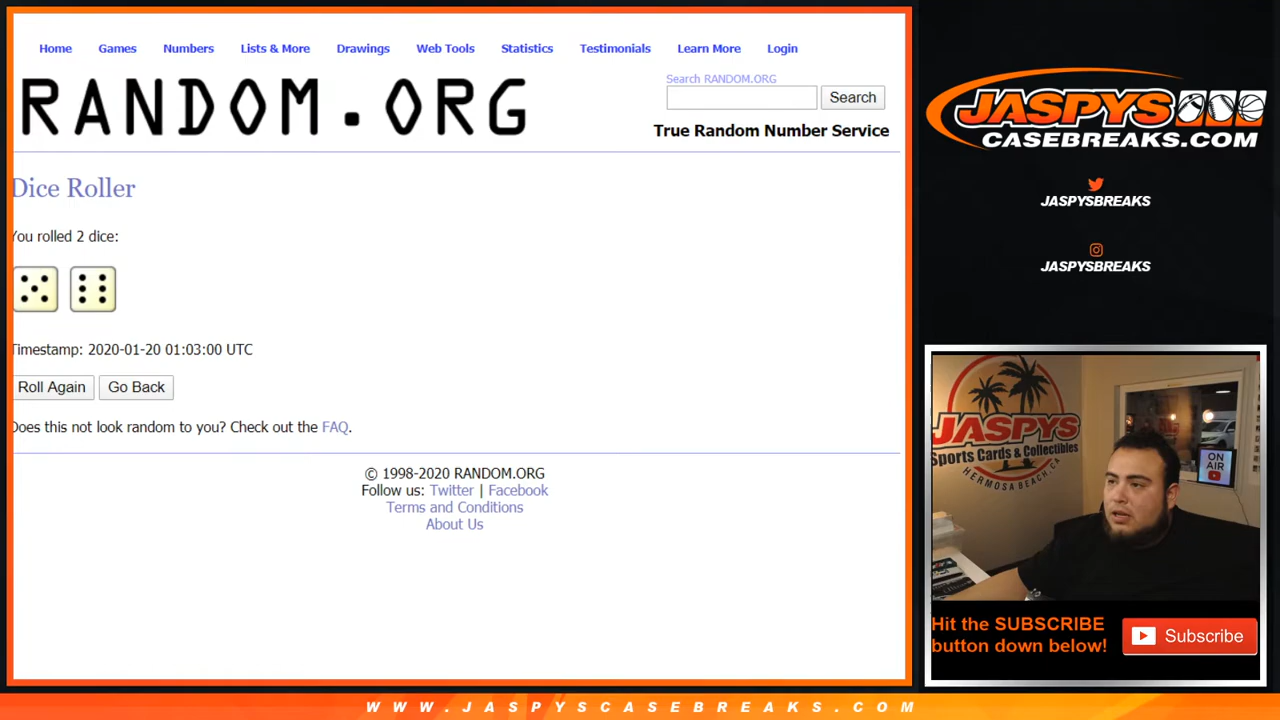 Home Games Numbers Lists & More Drawings Web Tools Statistics Testimonials Learn More Login
RANDOM.ORG
Search RANDOM.ORG
Search
True Random Number Service
Dice Roller
You rolled 2 dice:
Timestamp: 2020-01-20 01:03:00 UTC
Roll Again Go Back
Does this not look random to you? Check out the FAQ.
© 1998-2020 RANDOM.ORG
Follow us: Twitter | Facebook
Terms and Conditions
About Us
JASPYS
CASEBREAKS.COM
JASPYSBREAKS
JASPYSBREAKS
JASPYS
Sports Cards & Collectibles
HERMOSA BEACH, CA
ON
AIR
Hit the SUBSCRIBE
button down below!
Subscribe
WWW.JASPYSCASEBREAKS.COM